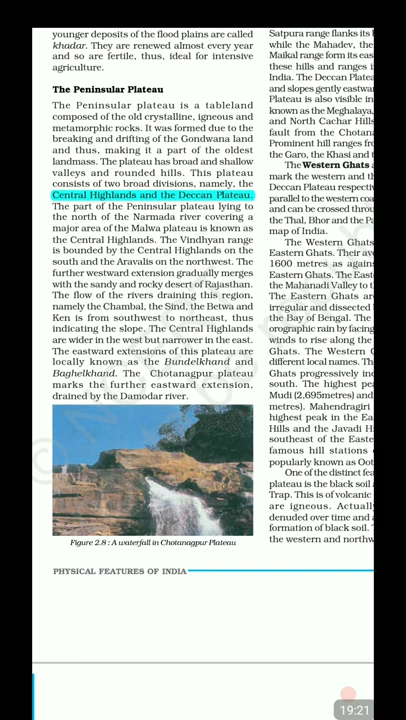 younger deposits of the flood plains are called
khadar. They are renewed almost every year
and so are fertile, thus, ideal for intensive
agriculture.
The Peninsular Plateau
The Peninsular plateau is a tableland
composed of the old crystalline, igneous and
metamorphic rocks. It was formed due to the
breaking and drifting of the Gondwana land
and thus, making it a part of the oldest
landmass. The plateau has broad and shallow
valleys and rounded hills. This plateau
consists of two broad divisions, namely, the
Central Highlands and the Deccan Plateau.
The part of the Peninsular plateau lying to
the north of the Narmada river covering a
major area of the Malwa plateau is known as
the Central Highlands. The Vindhyan range
is bounded by the Central Highlands on the
south and the Aravalis on the northwest. The
further westward extension gradually merges
with the sandy and rocky desert of Rajasthan.
The flow of the rivers draining this region,
namely the Chambal, the Sind, the Betwa and
Ken is from southwest to northeast, thus
indicating the slope. The Central Highlands
are wider in the west but narrower in the east.
The eastward extensions of this plateau are
locally known as the Bundelkhand and
Baghelkhand. The Chotanagpur plateau
marks the further eastward extension,
drained by the Damodar river.
Figure 2.8 : A waterfall in Chotanagpur Plateau
PHYSICAL FEATURES OF INDIA
Satpura range flanks its
while the Mahadev, the
Maikal range form its eas
these hills and ranges i
India. The Deccan Platea
and slopes gently eastwar
Plateau is also visible in
known as the Meghalaya,
and North Cachar Hills
fault from the Chotana
Prominent hill ranges fro
the Garo, the Khasi and t
The Western Ghats a
mark the western and th
Deccan Plateau respectiv
parallel to the western coa
and can be crossed throu
the Thal, Bhor and the Pa
map of India.
The Western Ghats
Eastern Ghats. Their ave
1600 metres as agains
Eastern Ghats. The Easte
the Mahanadi Valley to t
The Eastern Ghats ar
irregular and dissected
the Bay of Bengal. The
orographic rain by facing
winds to rise along the
Ghats. The Western G
different local names. Th
Ghats progressively inc
south. The highest pea
Mudi (2,695metres) and
metres). Mahendragiri
highest peak in the Ea
Hills and the Javadi H
southeast of the Easte
famous hill stations
popularly known as Oot
One of the distinct fea
plateau is the black soil a
Trap. This is of volcanic
are igneous. Actually
denuded over time and a
formation of black soil. T
the western and northw
19:21